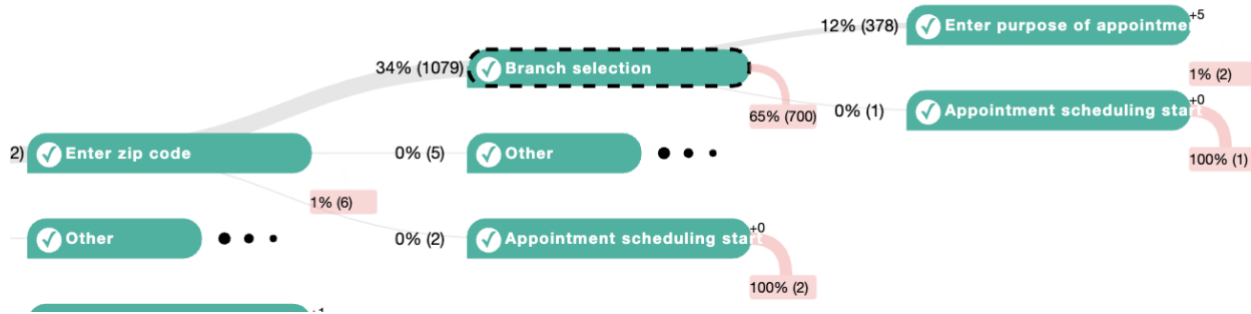 12% (378)
Enter purpose of appointme
+5
34% (1079)
Branch selection
1% (2)
65% (700)
0% (1)
Appointment scheduling start
+0
2)
Enter zip code
0% (5)
Other
100% (1)
1% (6)
Other
0% (2)
Appointment scheduling start
+0
100% (2)
+1